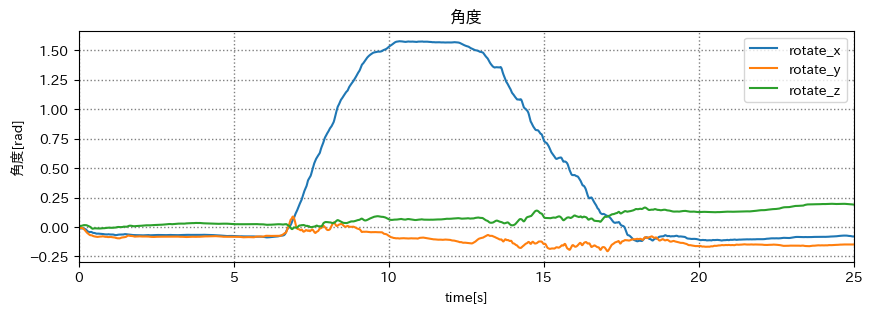 角度
1.50
1.25
1.00
0.75
0.50
0.25
0.00
−0.25
角度[rad]
rotate_x
rotate_y
rotate_z
0 5 10 15 20 25
time[s]